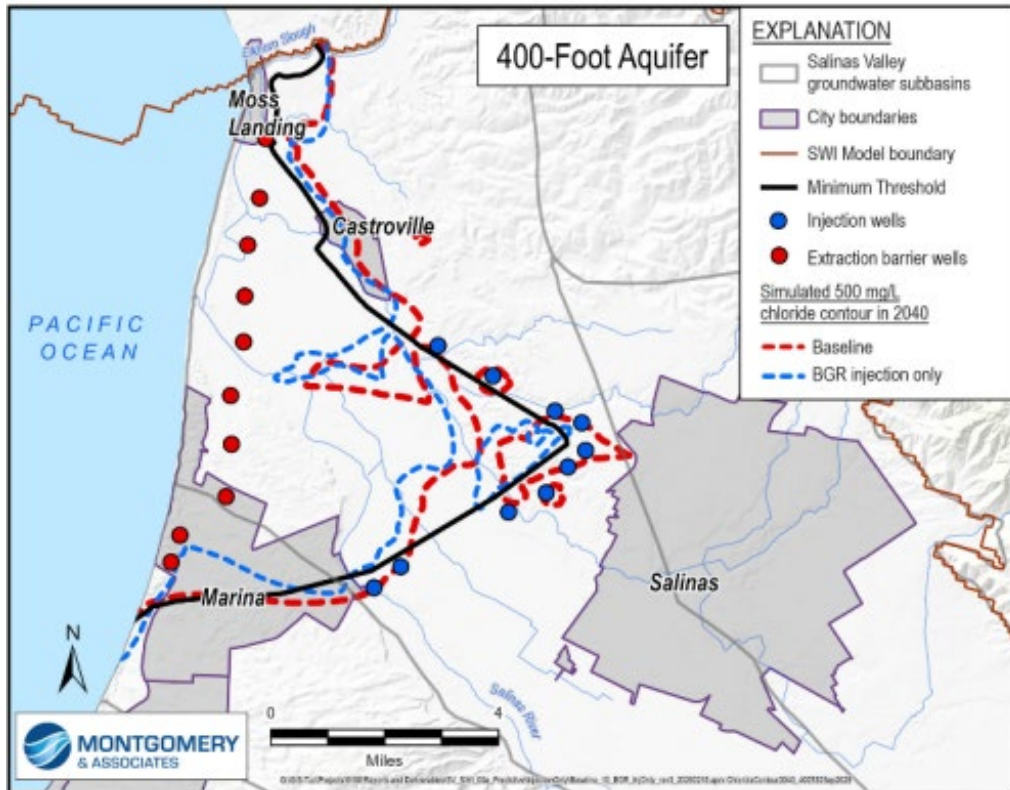 Elkhorn Slough
400-Foot Aquifer
Moss
Landing
Castroville
PACIFIC
OCEAN
Marina
Salinas
Salinas River
N
0 4
Miles
MONTGOMERY
& ASSOCIATES
EXPLANATION
Salinas Valley
groundwater subbasins
City boundaries
SWI Model boundary
Minimum Threshold
Injection wells
Extraction barrier wells
Simulated 500 mg/L
chloride contour in 2040
Baseline
BGR injection only